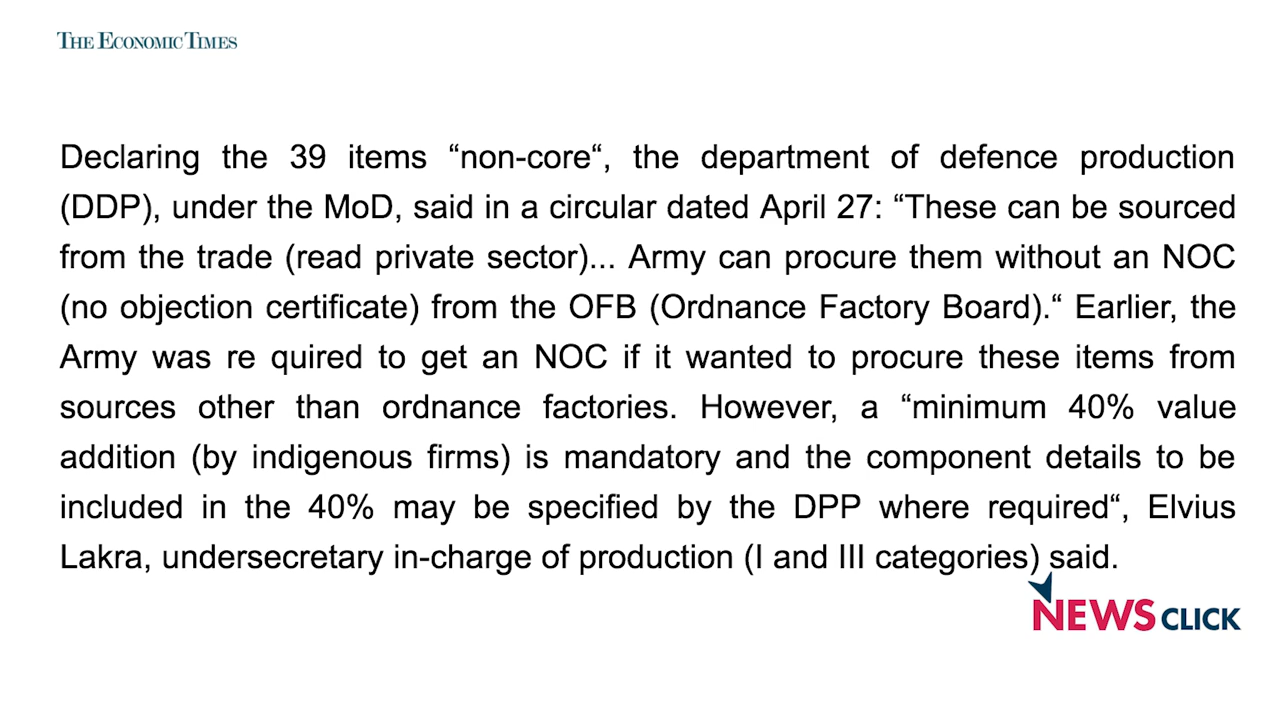 THE ECONOMIC TIMES
Declaring the 39 items “non-core“, the department of defence production
(DDP), under the MoD, said in a circular dated April 27: “These can be sourced
from the trade (read private sector)... Army can procure them without an NOC
(no objection certificate) from the OFB (Ordnance Factory Board).“ Earlier, the
Army was re quired to get an NOC if it wanted to procure these items from
sources other than ordnance factories. However, a “minimum 40% value
addition (by indigenous firms) is mandatory and the component details to be
included in the 40% may be specified by the DPP where required“, Elvius
Lakra, undersecretary in-charge of production (I and III categories) said.
NEWSCLICK